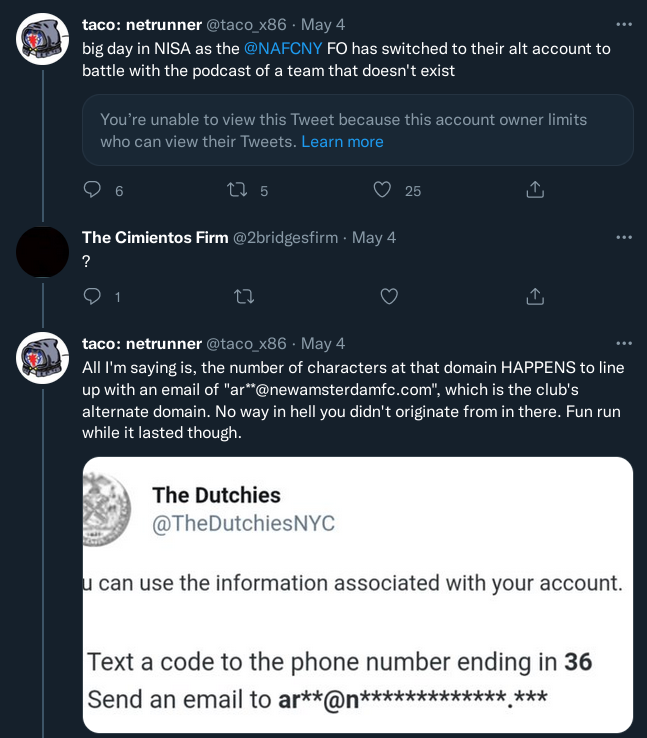 taco: netrunner @taco_x86 · May 4
big day in NISA as the @NAFCNY FO has switched to their alt account to
battle with the podcast of a team that doesn't exist
You're unable to view this Tweet because this account owner limits
who can view their Tweets. Learn more
6 5 25
The Cimientos Firm @2bridgesfirm · May 4
?
1
taco: netrunner @taco_x86 · May 4
All I'm saying is, the number of characters at that domain HAPPENS to line
up with an email of "ar**@newamsterdamfc.com", which is the club's
alternate domain. No way in hell you didn't originate from in there. Fun run
while it lasted though.
The Dutchies
@TheDutchiesNYC
u can use the information associated with your account.
Text a code to the phone number ending in 36
Send an email to ar**@n*************.***